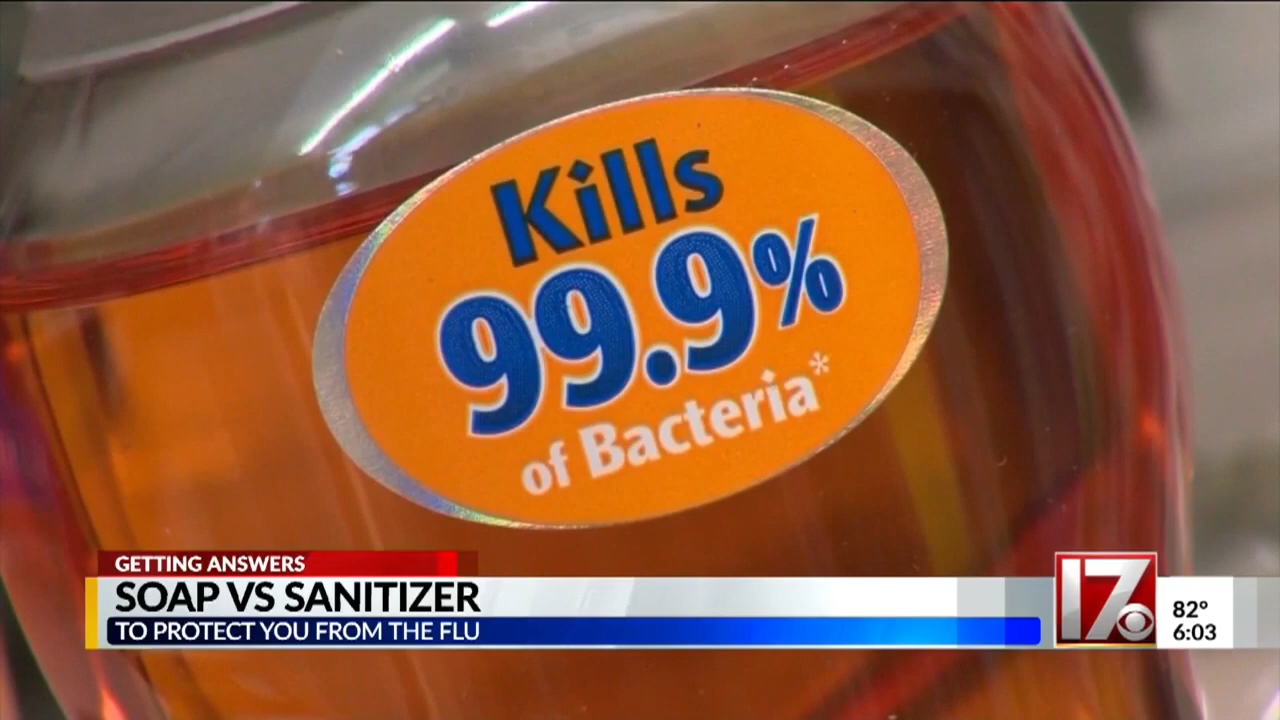 Kills
99.9%
of Bacteria*
GETTING ANSWERS
SOAP VS SANITIZER
TO PROTECT YOU FROM THE FLU
17
82°
6:03